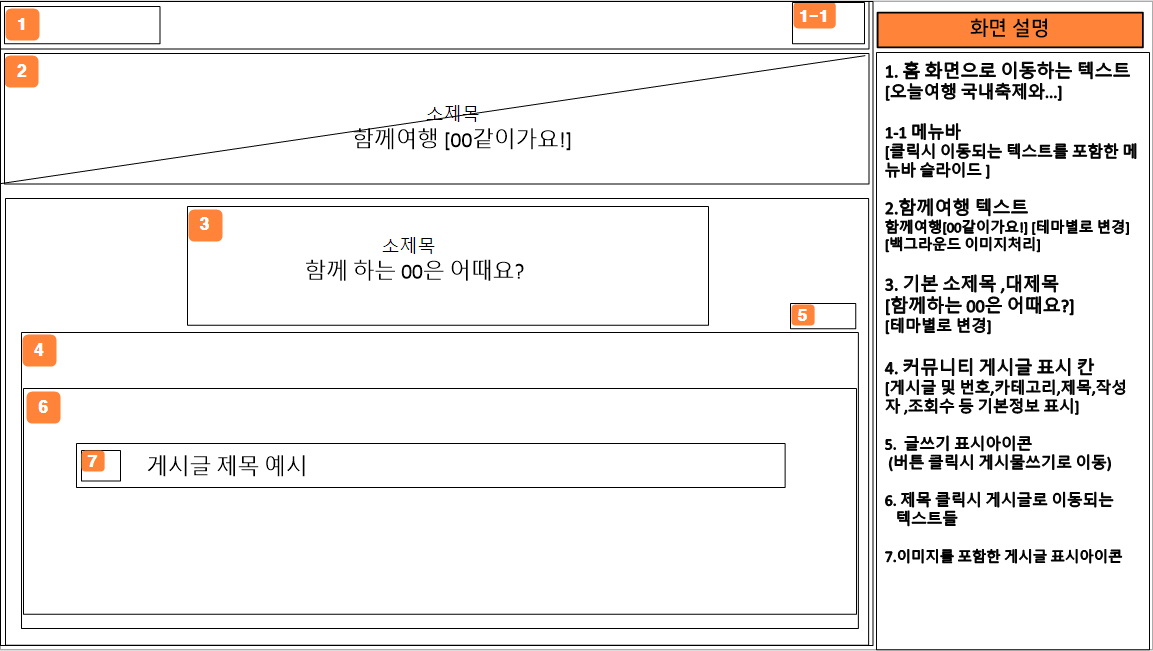 1
1-1
2
소제목
함께여행 [00같이가요!]
3
소제목
함께 하는 00은 어때요?
5
4
6
7
게시글 제목 예시
화면 설명
1. 홈 화면으로 이동하는 텍스트
[오늘여행 국내축제와...]
1-1 메뉴바
[클릭시 이동되는 텍스트를 포함한 메
뉴바 슬라이드 ]
2.함께여행 텍스트
함께여행[00같이가요!] [테마별로 변경]
[백그라운드 이미지처리]
3. 기본 소제목 ,대제목
[함께하는 00은 어때요?]
[테마별로 변경]
4. 커뮤니티 게시글 표시 칸
[게시글 및 번호,카테고리,제목,작성
자 ,조회수 등 기본정보 표시]
5. 글쓰기 표시아이콘
(버튼 클릭시 게시물쓰기로 이동)
6. 제목 클릭시 게시글로 이동되는
텍스트들
7.이미지를 포함한 게시글 표시아이콘